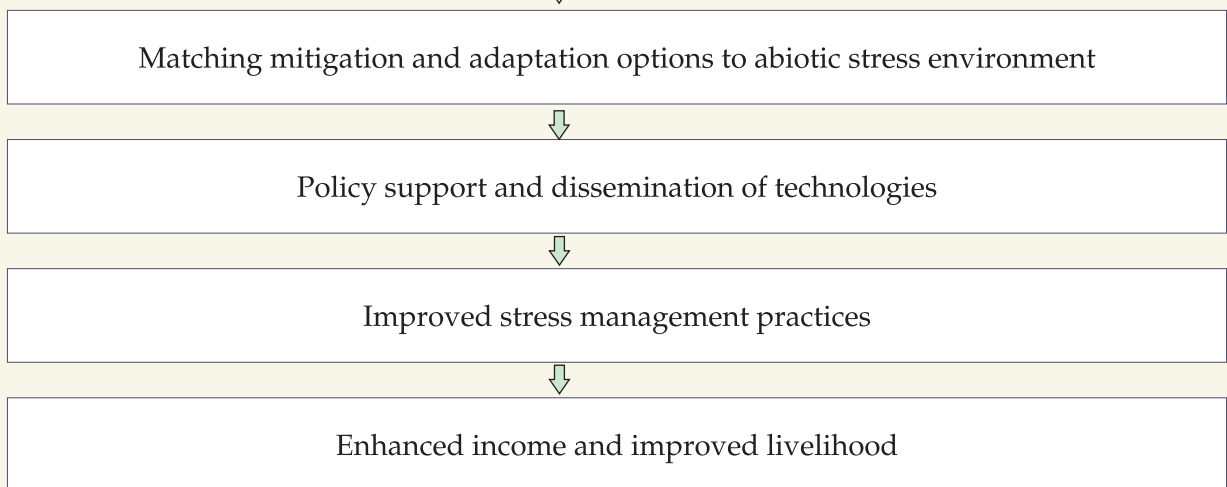 Matching mitigation and adaptation options to abiotic stress environment
Policy support and dissemination of technologies
Improved stress management practices
Enhanced income and improved livelihood